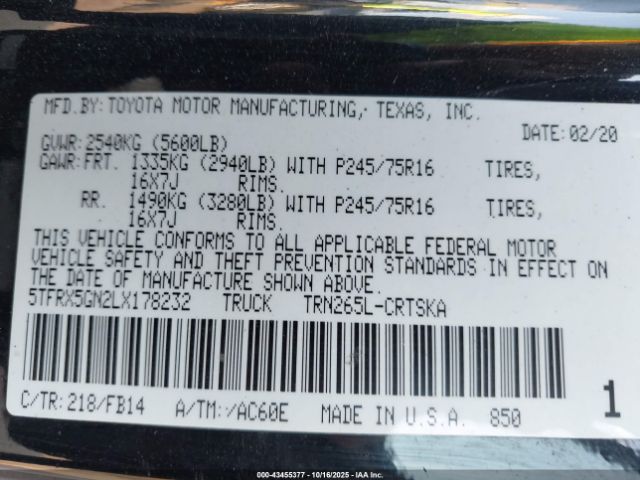 MFD. BY: TOYOTA MOTOR MANUFACTURING, TEXAS, INC.
DATE: 02/20
GVWR: 2540KG (5600LB)
GAWR: FRT. 1335KG (2940LB) WITH P245/75R16 TIRES,
16X7J RIMS.
RR. 1490KG (3280LB) WITH P245/75R16 TIRES,
16X7J RIMS.
THIS VEHICLE CONFORMS TO ALL APPLICABLE FEDERAL MOTOR
VEHICLE SAFETY AND THEFT PREVENTION STANDARDS IN EFFECT ON
THE DATE OF MANUFACTURE SHOWN ABOVE.
5TFRX5GN2LX178232 TRUCK TRN265L-CRTSKA
C/TR: 218/FB14 A/TM: /AC60E MADE IN U.S.A. 850 1
000-43455377 | 10/16/2025 | IAA Inc.